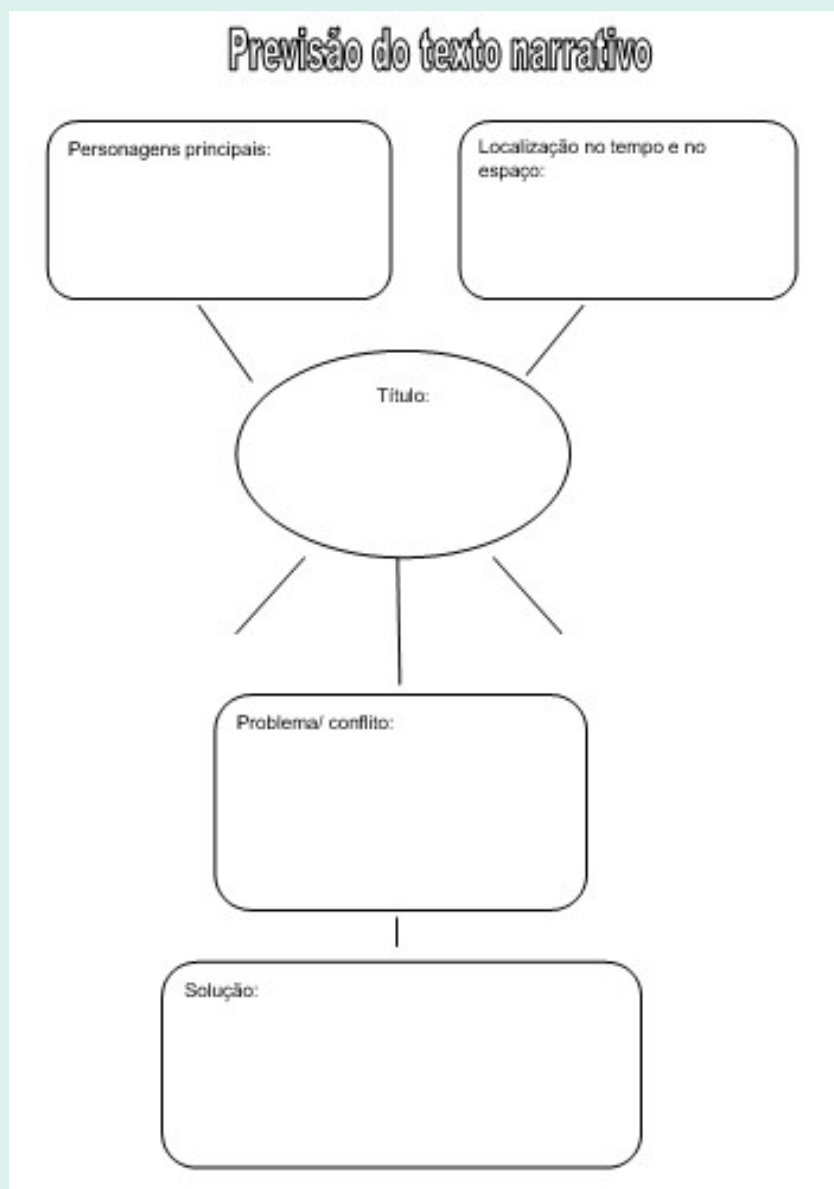 Previsão do texto narrativo
Personagens principais:
Localização no tempo e no
espaço:
Título:
Problema/ conflito:
Solução: